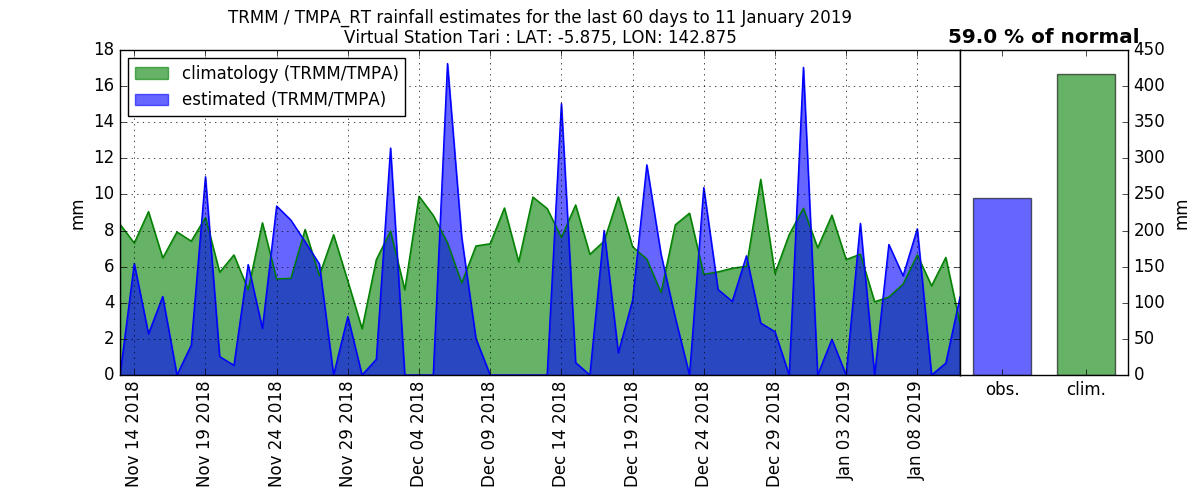 TRMM / TMPA_RT rainfall estimates for the last 60 days to 11 January 2019
Virtual Station Tari : LAT: -5.875, LON: 142.875
59.0 % of normal
climatology (TRMM/TMPA)
estimated (TRMM/TMPA)
18
16
14
12
10
8
6
4
2
0
mm
Nov 14 2018
Nov 19 2018
Nov 24 2018
Nov 29 2018
Dec 04 2018
Dec 09 2018
Dec 14 2018
Dec 19 2018
Dec 24 2018
Dec 29 2018
Jan 03 2019
Jan 08 2019
obs.
clim.
450
400
350
300
250
200
150
100
50
0
mm